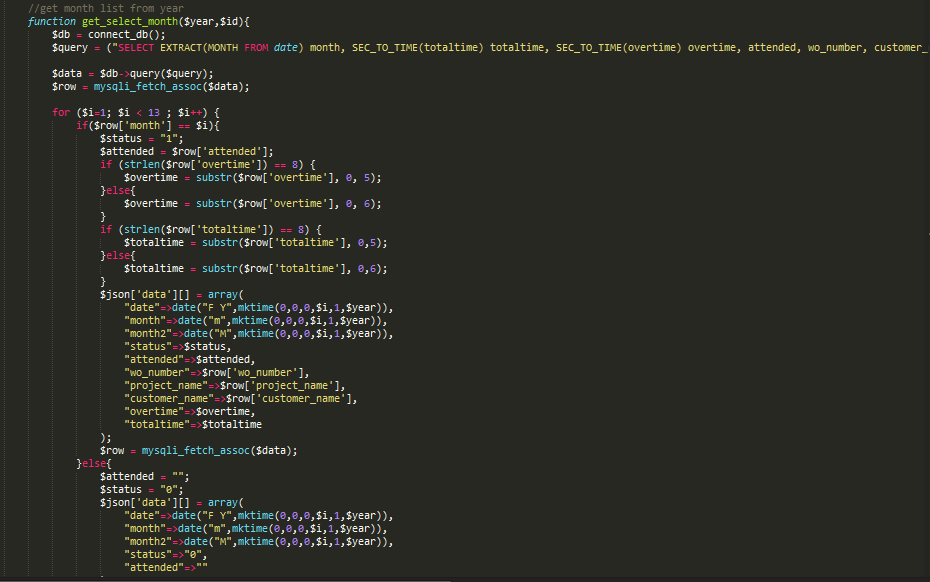 //get month list from year
function get_select_month($year,$id){
$db = connect_db();
$query = ("SELECT EXTRACT(MONTH FROM date) month, SEC_TO_TIME(totaltime) totaltime, SEC_TO_TIME(overtime) overtime, attended, wo_number, customer_
$data = $db->query($query);
$row = mysqli_fetch_assoc($data);
for ($i=1; $i < 13 ; $i++) {
if($row['month'] == $i){
$status = "1";
$attended = $row['attended'];
if (strlen($row['overtime']) == 8) {
$overtime = substr($row['overtime'], 0, 5);
}else{
$overtime = substr($row['overtime'], 0, 6);
}
if (strlen($row['totaltime']) == 8) {
$totaltime = substr($row['totaltime'], 0,5);
}else{
$totaltime = substr($row['totaltime'], 0,6);
}
$json['data'][] = array(
"date"=>date("F Y",mktime(0,0,0,$i,1,$year)),
"month"=>date("m",mktime(0,0,0,$i,1,$year)),
"month2"=>date("M",mktime(0,0,0,$i,1,$year)),
"status"=>$status,
"attended"=>$attended,
"wo_number"=>$row['wo_number'],
"project_name"=>$row['project_name'],
"customer_name"=>$row['customer_name'],
"overtime"=>$overtime,
"totaltime"=>$totaltime
);
$row = mysqli_fetch_assoc($data);
}else{
$attended = "";
$status = "0";
$json['data'][] = array(
"date"=>date("F Y",mktime(0,0,0,$i,1,$year)),
"month"=>date("m",mktime(0,0,0,$i,1,$year)),
"month2"=>date("M",mktime(0,0,0,$i,1,$year)),
"status"=>"0",
"attended"=>""